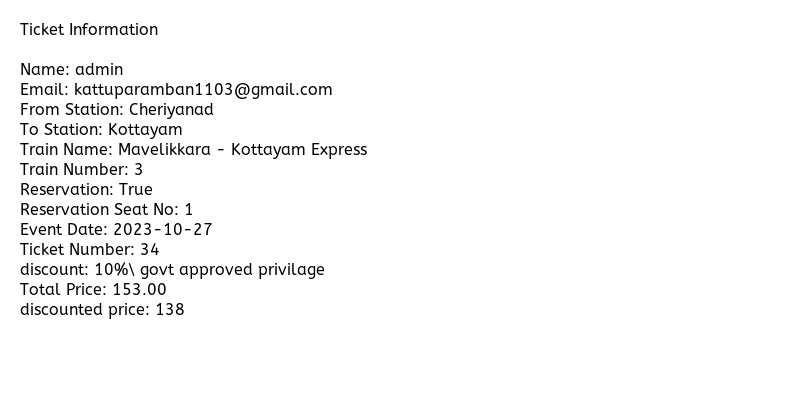 Ticket Information
Name: admin
Email: kattuparamban1103@gmail.com
From Station: Cheriyanad
To Station: Kottayam
Train Name: Mavelikkara - Kottayam Express
Train Number: 3
Reservation: True
Reservation Seat No: 1
Event Date: 2023-10-27
Ticket Number: 34
discount: 10%\ govt approved privilage
Total Price: 153.00
discounted price: 138